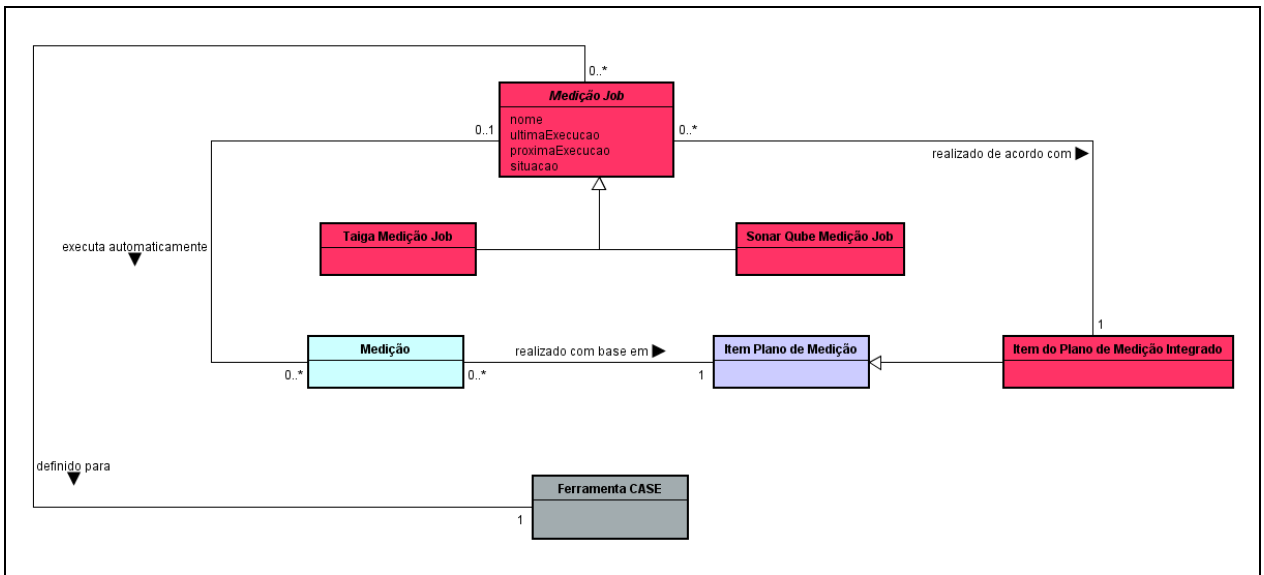 0..*
Medição Job
nome
ultimaExecucao
proximaExecucao
situacao
0..1
0..*
realizado de acordo com
Taiga Medição Job
Sonar Qube Medição Job
executa automaticamente
1
Medição
realizado com base em
Item Plano de Medição
Item do Plano de Medição Integrado
0..*
0..*
1
definido para
Ferramenta CASE
1